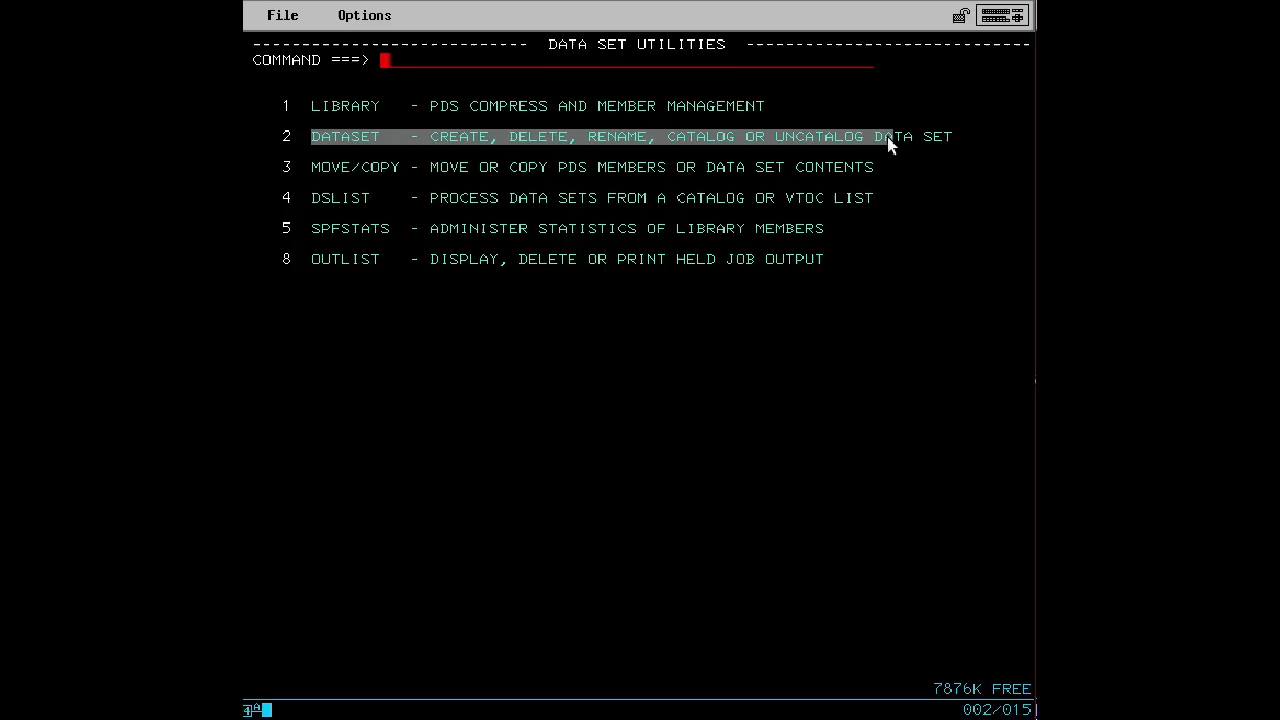 File Options
-------------------------- DATA SET UTILITIES ---------------------------
COMMAND ===>
1 LIBRARY - PDS COMPRESS AND MEMBER MANAGEMENT
2 DATASET - CREATE, DELETE, RENAME, CATALOG OR UNCATALOG DATA SET
3 MOVE/COPY - MOVE OR COPY PDS MEMBERS OR DATA SET CONTENTS
4 DSLIST - PROCESS DATA SETS FROM A CATALOG OR VTOC LIST
5 SPFSTATS - ADMINISTER STATISTICS OF LIBRARY MEMBERS
8 OUTLIST - DISPLAY, DELETE OR PRINT HELD JOB OUTPUT
7876K FREE
4A 002/015